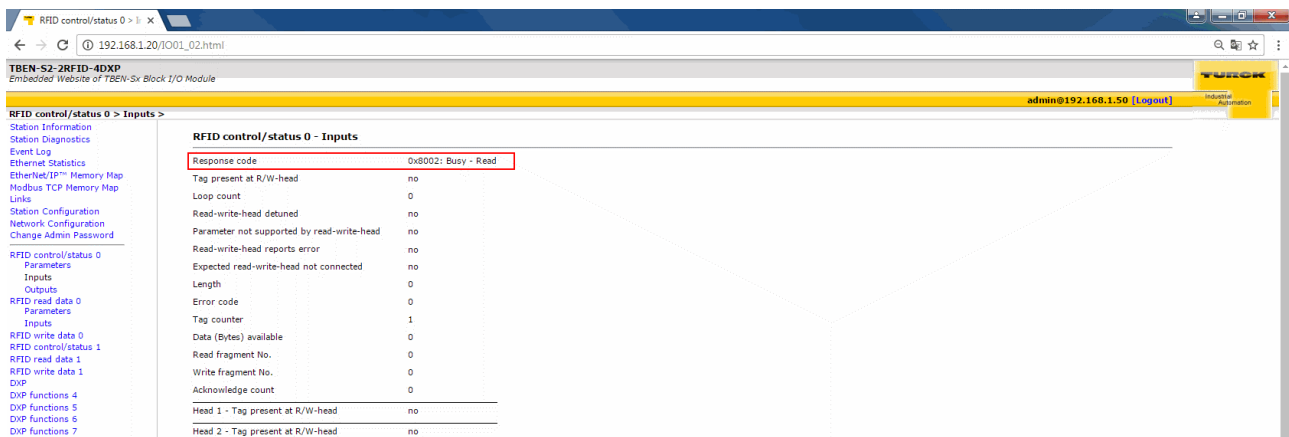 RFID control/status 0 > I
192.168.1.20/IO01_02.html
TBEN-S2-2RFID-4DXP
Embedded Website of TBEN-Sx Block I/O Module
TURCK
Industrial
Automation
admin@192.168.1.50 [Logout]
RFID control/status 0 > Inputs >
Station Information
Station Diagnostics
Event Log
Ethernet Statistics
EtherNet/IP™ Memory Map
Modbus TCP Memory Map
Links
Station Configuration
Network Configuration
Change Admin Password
RFID control/status 0
Parameters
Inputs
Outputs
RFID read data 0
Parameters
Inputs
RFID write data 0
RFID control/status 1
RFID read data 1
RFID write data 1
DXP
DXP functions 4
DXP functions 5
DXP functions 6
DXP functions 7
RFID control/status 0 - Inputs
Response code 0x8002: Busy - Read
Tag present at R/W-head no
Loop count 0
Read-write-head detuned no
Parameter not supported by read-write-head no
Read-write-head reports error no
Expected read-write-head not connected no
Length 0
Error code 0
Tag counter 1
Data (Bytes) available 0
Read fragment No. 0
Write fragment No. 0
Acknowledge count 0
Head 1 - Tag present at R/W-head no
Head 2 - Tag present at R/W-head no